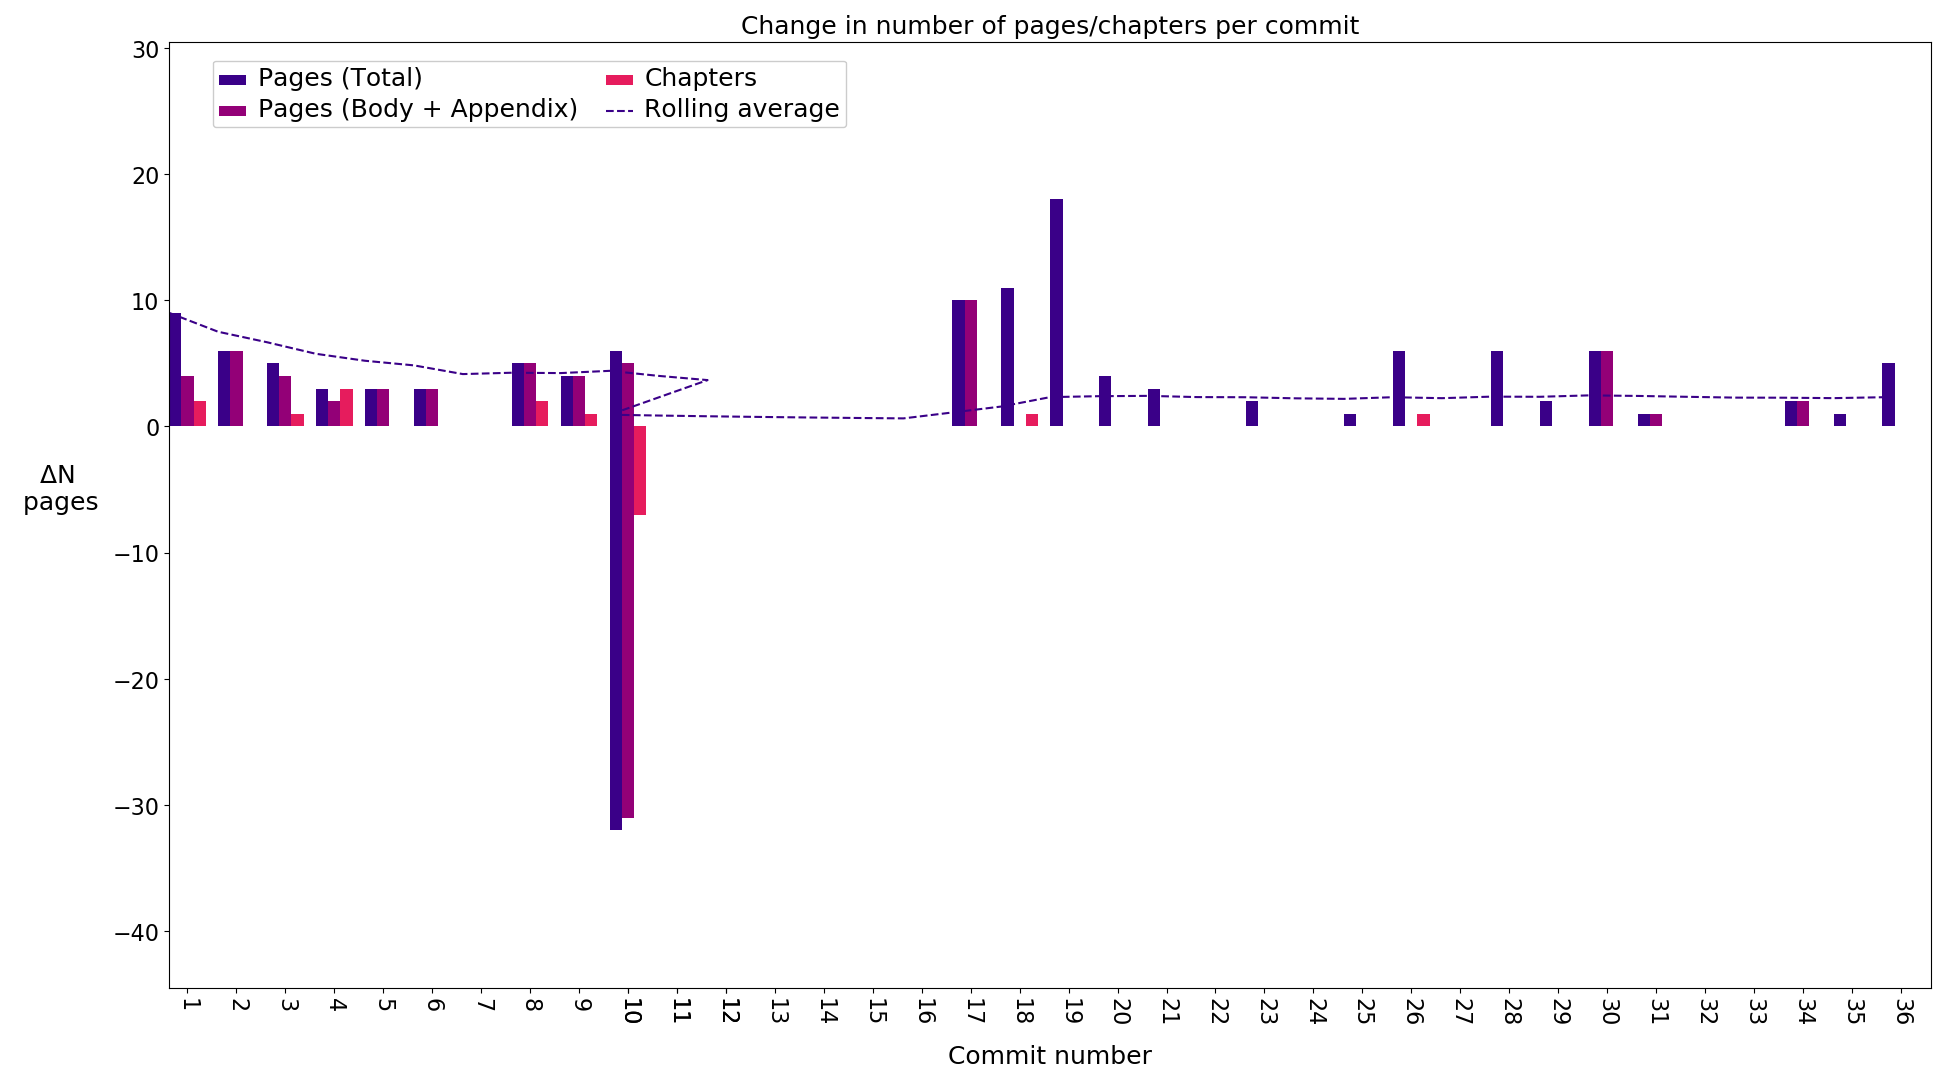 Change in number of pages/chapters per commit
Pages (Total)
Pages (Body + Appendix)
Chapters
Rolling average
30
20
10
0
−10
−20
−30
−40
ΔN
pages
1 2 3 4 5 6 7 8 9 10 11 12 13 14 15 16 17 18 19 20 21 22 23 24 25 26 27 28 29 30 31 32 33 34 35 36
Commit number